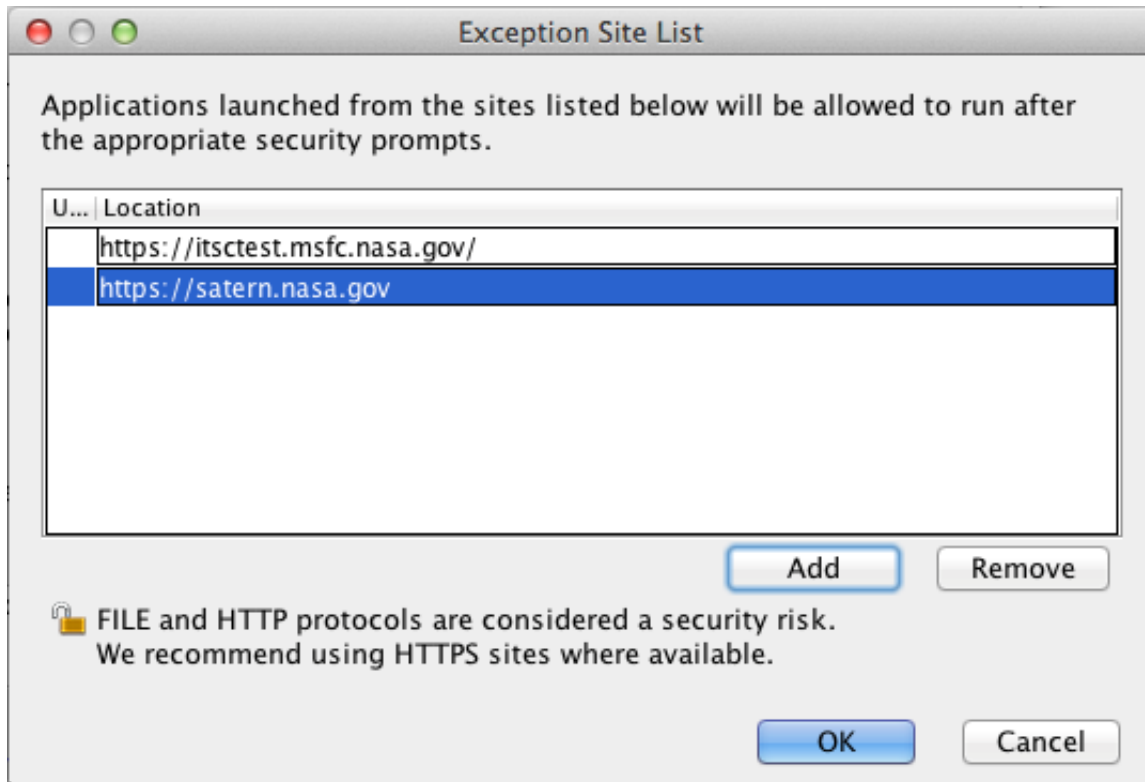 Exception Site List
Applications launched from the sites listed below will be allowed to run after
the appropriate security prompts.
U... Location
https://itsctest.msfc.nasa.gov/
https://satern.nasa.gov
Add Remove
FILE and HTTP protocols are considered a security risk.
We recommend using HTTPS sites where available.
OK Cancel